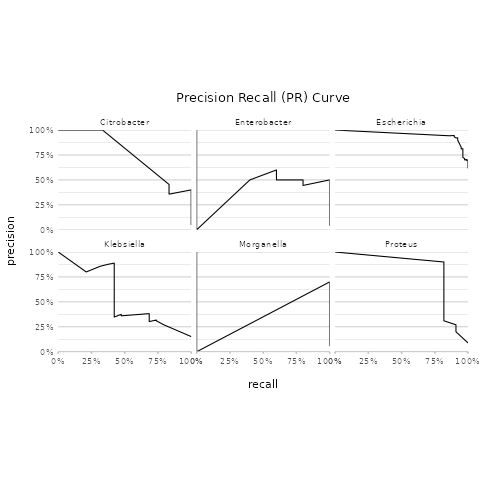 Precision Recall (PR) Curve
Citrobacter Enterobacter Escherichia
100%
75%
50%
25%
0%
Klebsiella Morganella Proteus
100%
75%
50%
25%
0%
0% 25% 50% 75% 100% 0% 25% 50% 75% 100% 0% 25% 50% 75% 100%
recall
precision